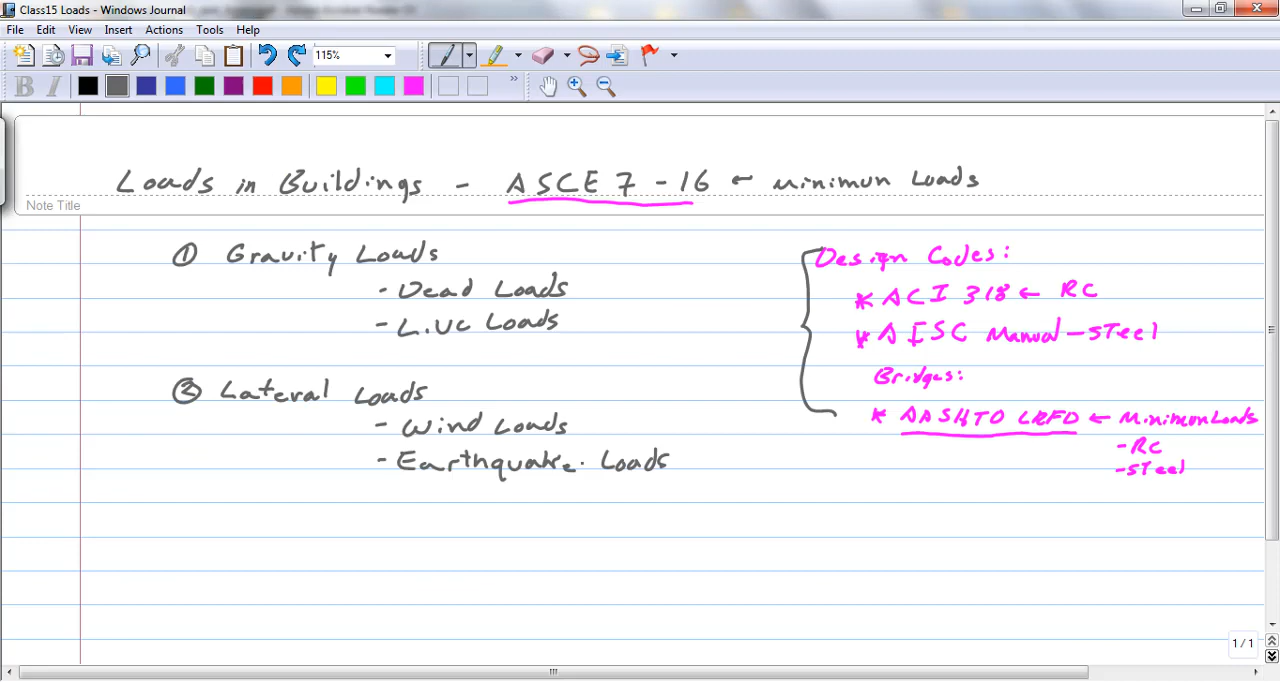 Class15 Loads - Windows Journal
File Edit View Insert Actions Tools Help
115%
B I
Loads in Buildings - ASCE 7-16 ← Minimun Loads
Note Title
① Gravity Loads
- Dead Loads
- Live Loads
② Lateral Loads
- Wind Loads
- Earthquake Loads
Design Codes:
* ACI 318 ← RC
* AISC Manual - Steel
Bridges:
* AASHTO LRFD ← Minimun Loads
- RC
- Steel
1 / 1